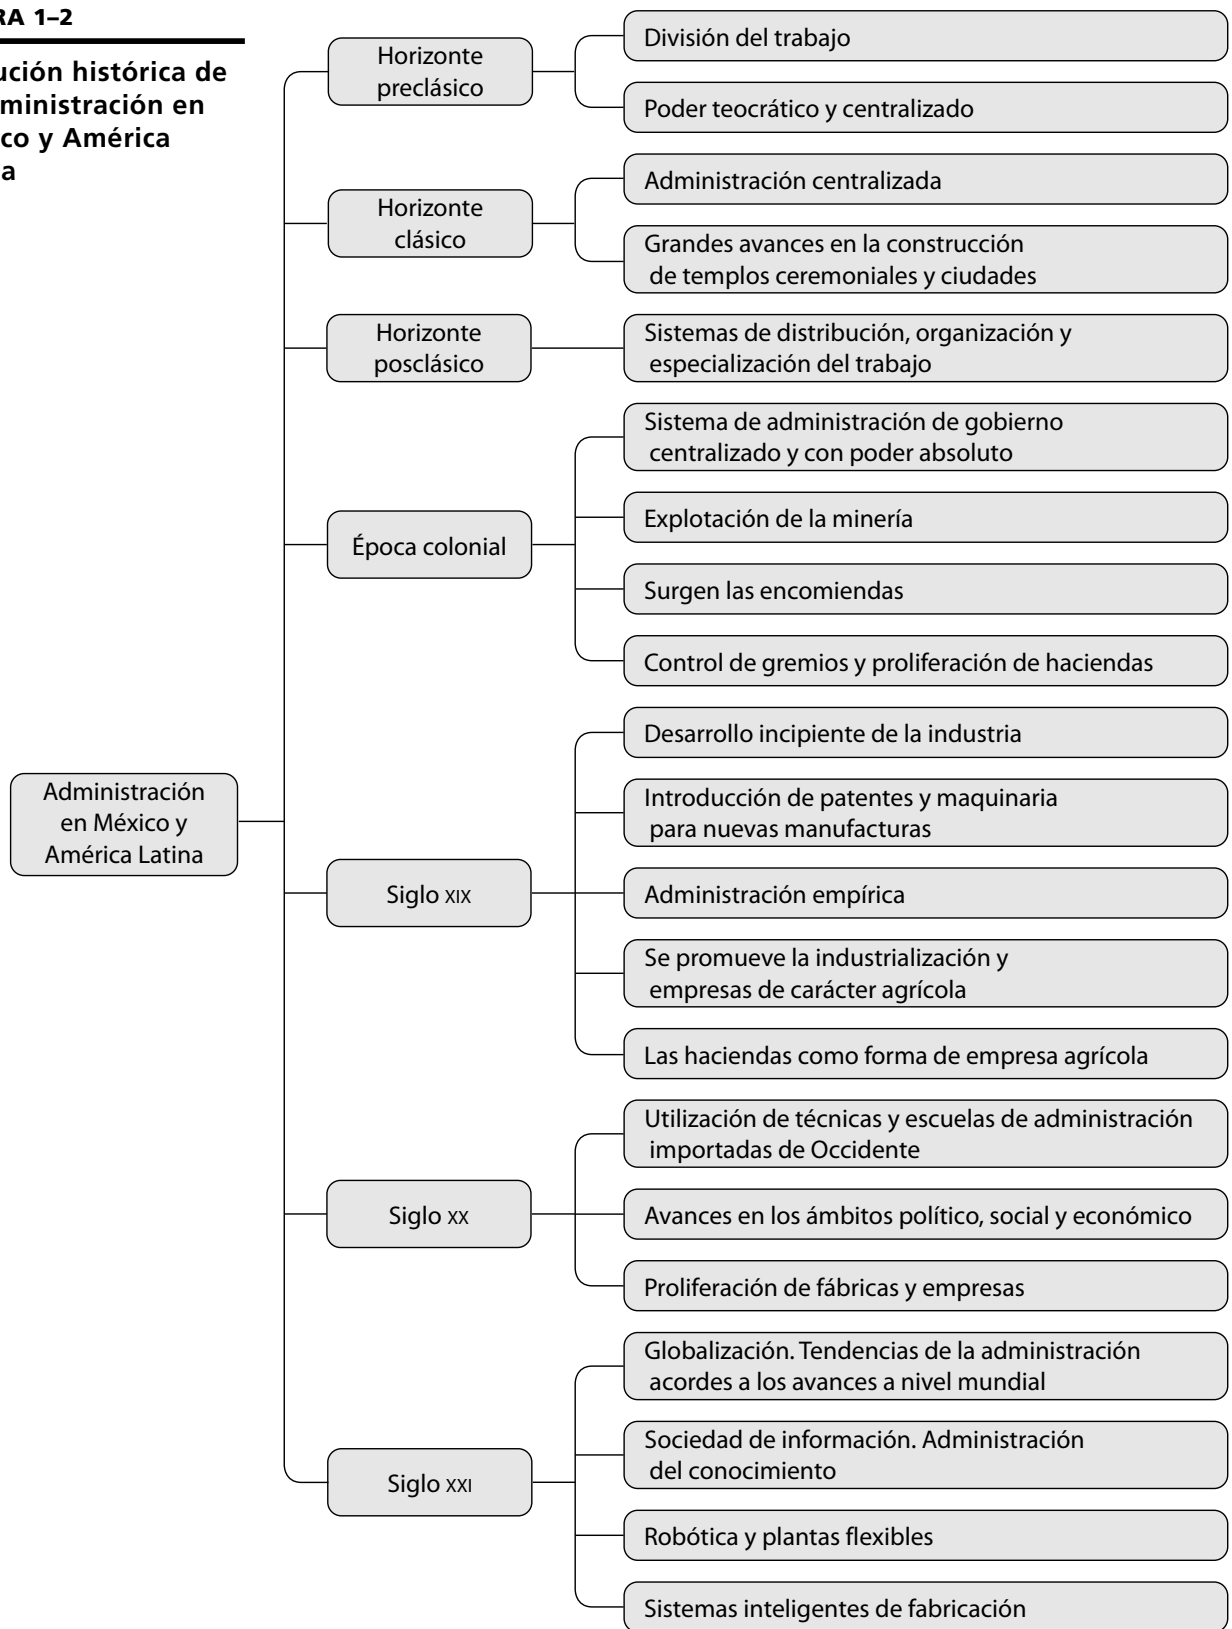 RA 1–2
ución histórica de
ministración en
co y América
a
Horizonte
preclásico
División del trabajo
Poder teocrático y centralizado
Horizonte
clásico
Administración centralizada
Grandes avances en la construcción
de templos ceremoniales y ciudades
Horizonte
posclásico
Sistemas de distribución, organización y
especialización del trabajo
Época colonial
Sistema de administración de gobierno
centralizado y con poder absoluto
Explotación de la minería
Surgen las encomiendas
Control de gremios y proliferación de haciendas
Administración
en México y
América Latina
Siglo XIX
Desarrollo incipiente de la industria
Introducción de patentes y maquinaria
para nuevas manufacturas
Administración empírica
Se promueve la industrialización y
empresas de carácter agrícola
Las haciendas como forma de empresa agrícola
Siglo XX
Utilización de técnicas y escuelas de administración
importadas de Occidente
Avances en los ámbitos político, social y económico
Proliferación de fábricas y empresas
Siglo XXI
Globalización. Tendencias de la administración
acordes a los avances a nivel mundial
Sociedad de información. Administración
del conocimiento
Robótica y plantas flexibles
Sistemas inteligentes de fabricación